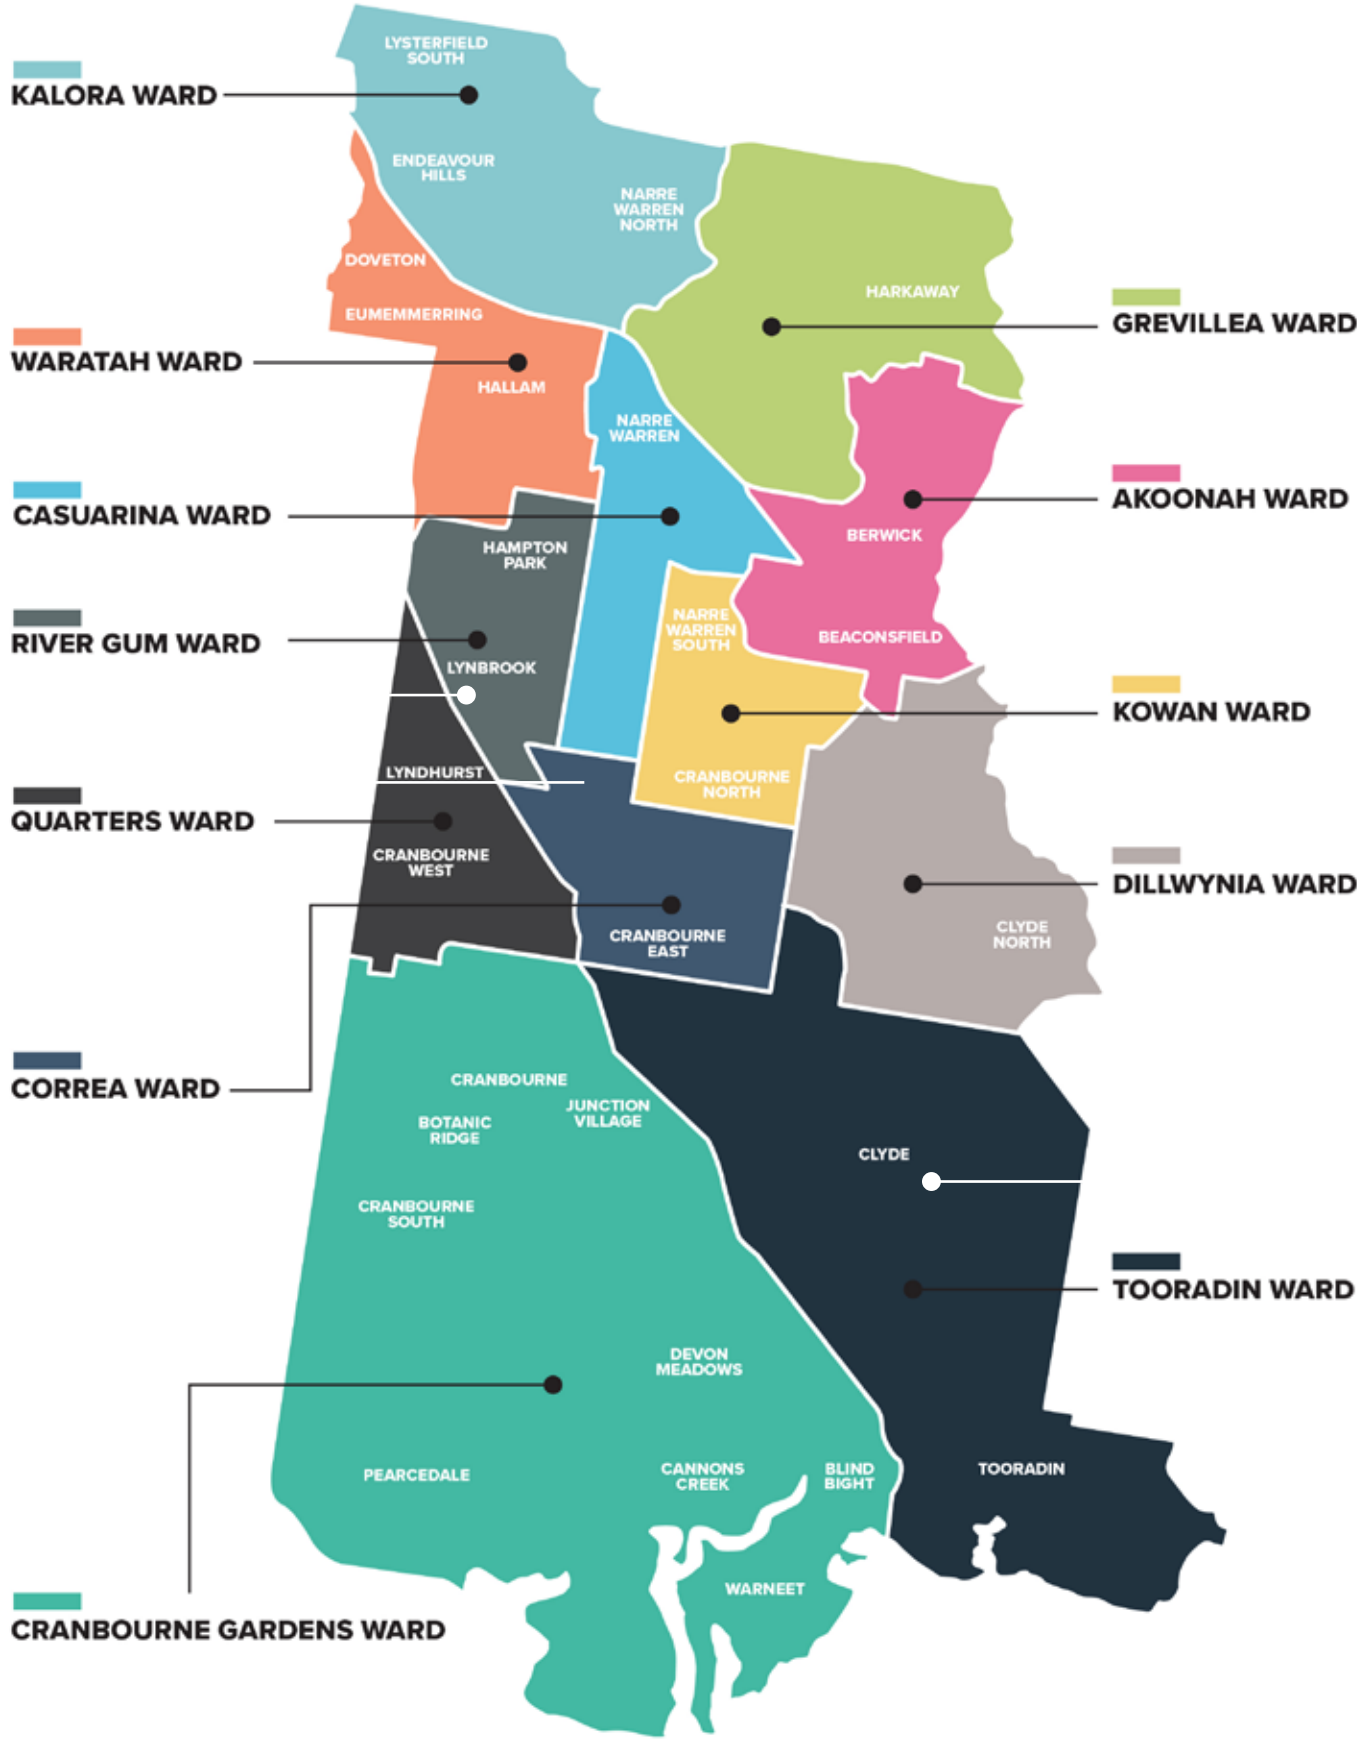 LYSTERFIELD
SOUTH
KALORA WARD
ENDEAVOUR
HILLS
NARRE
WARREN
NORTH
DOVETON
HARKAWAY
EUMEMMERRING
GREVILLEA WARD
WARATAH WARD
HALLAM
NARRE
WARREN
AKOONAH WARD
CASUARINA WARD
BERWICK
HAMPTON
PARK
NARRE
WARREN
SOUTH
BEACONSFIELD
RIVER GUM WARD
LYNBROOK
KOWAN WARD
LYNDHURST
CRANBOURNE
NORTH
QUARTERS WARD
CRANBOURNE
WEST
DILLWYNIA WARD
CLYDE
NORTH
CRANBOURNE
EAST
CORREA WARD
CRANBOURNE
JUNCTION
VILLAGE
BOTANIC
RIDGE
CLYDE
CRANBOURNE
SOUTH
TOORADIN WARD
DEVON
MEADOWS
PEARCEDALE
CANNONS
CREEK
BLIND
BIGHT
TOORADIN
WARNEET
CRANBOURNE GARDENS WARD